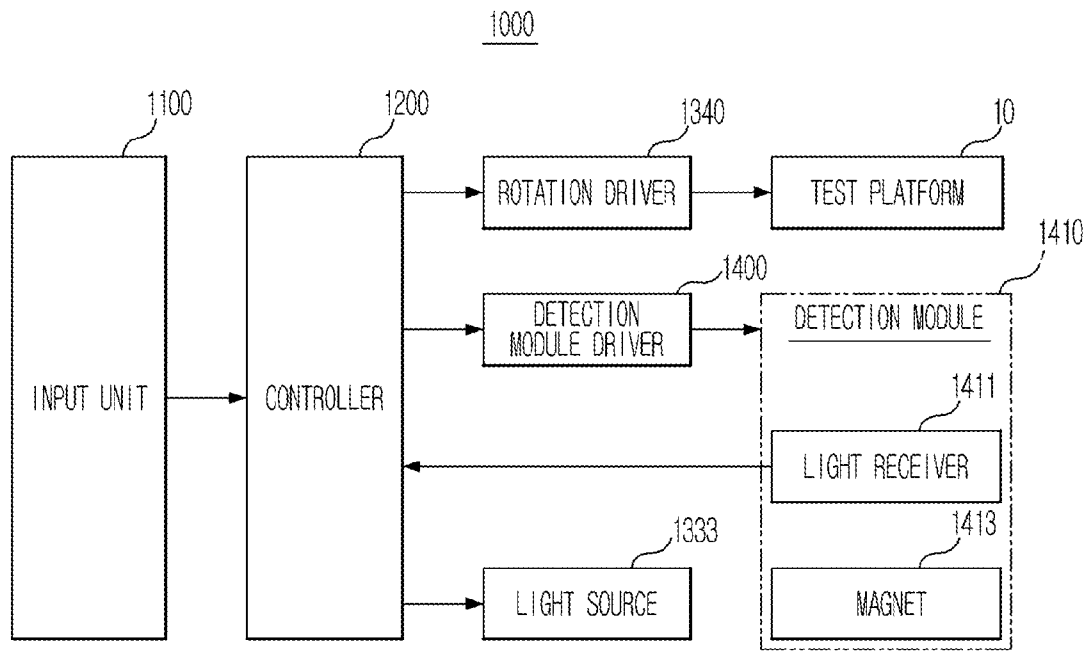 1000
1100
1200
1340
10
ROTATION DRIVER
TEST PLATFORM
1400
1410
DETECTION
MODULE DRIVER
DETECTION MODULE
INPUT UNIT
CONTROLLER
1411
LIGHT RECEIVER
1333
1413
LIGHT SOURCE
MAGNET